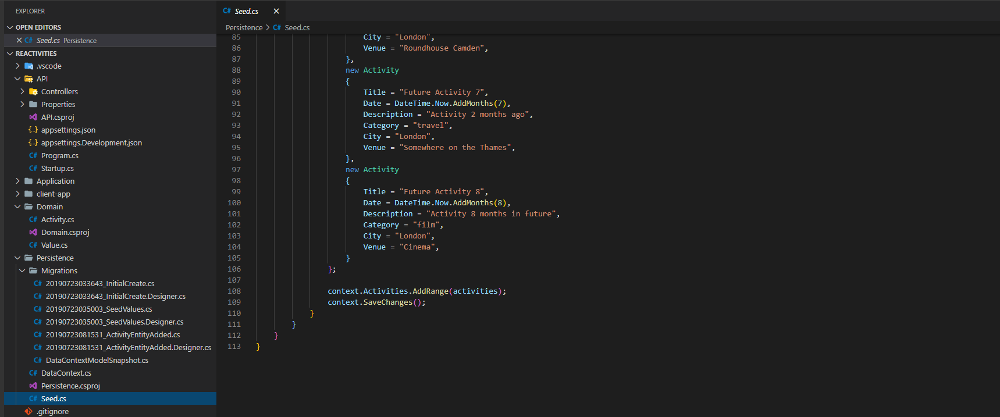 EXPLORER
OPEN EDITORS
Seed.cs Persistence
REACTIVITIES
.vscode
API
Controllers
Properties
API.csproj
{..} appsettings.json
{..} appsettings.Development.json
C# Program.cs
C# Startup.cs
Application
client-app
Domain
C# Activity.cs
Domain.csproj
C# Value.cs
Persistence
Migrations
C# 20190723033643_InitialCreate.cs
C# 20190723033643_InitialCreate.Designer.cs
C# 20190723035003_SeedValues.cs
C# 20190723035003_SeedValues.Designer.cs
C# 20190723081531_ActivityEntityAdded.cs
C# 20190723081531_ActivityEntityAdded.Designer.cs
C# DataContextModelSnapshot.cs
C# DataContext.cs
Persistence.csproj
C# Seed.cs
.gitignore
C# Seed.cs
Persistence > C# Seed.cs
85 City = "London",
86 Venue = "Roundhouse Camden",
87 },
88 new Activity
89 {
90 Title = "Future Activity 7",
91 Date = DateTime.Now.AddMonths(7),
92 Description = "Activity 2 months ago",
93 Category = "travel",
94 City = "London",
95 Venue = "Somewhere on the Thames",
96 },
97 new Activity
98 {
99 Title = "Future Activity 8",
100 Date = DateTime.Now.AddMonths(8),
101 Description = "Activity 8 months in future",
102 Category = "film",
103 City = "London",
104 Venue = "Cinema",
105 }
106 };
107
108 context.Activities.AddRange(activities);
109 context.SaveChanges();
110 }
111 }
112 }
113 }